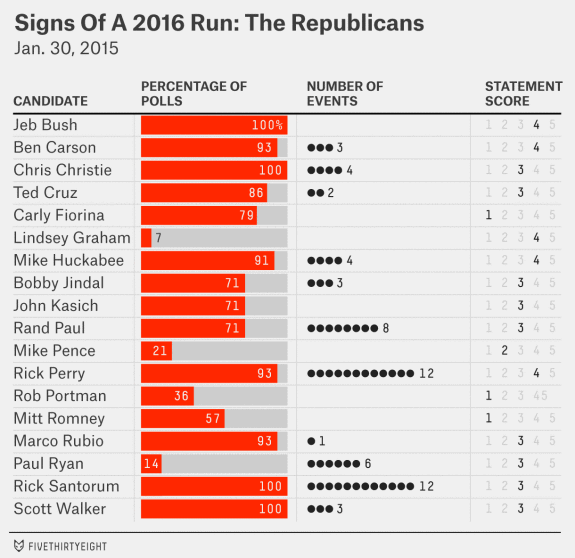 Signs Of A 2016 Run: The Republicans
Jan. 30, 2015
CANDIDATE PERCENTAGE OF POLLS NUMBER OF EVENTS STATEMENT SCORE
Jeb Bush 100% 1 2 3 4 5
Ben Carson 93 3 1 2 3 4 5
Chris Christie 100 4 1 2 3 4 5
Ted Cruz 86 2 1 2 3 4 5
Carly Fiorina 79 1 2 3 4 5
Lindsey Graham 7 1 2 3 4 5
Mike Huckabee 91 4 1 2 3 4 5
Bobby Jindal 71 3 1 2 3 4 5
John Kasich 71 1 2 3 4 5
Rand Paul 71 8 1 2 3 4 5
Mike Pence 21 1 2 3 4 5
Rick Perry 93 12 1 2 3 4 5
Rob Portman 36 1 2 3 45
Mitt Romney 57 1 2 3 4 5
Marco Rubio 93 1 1 2 3 4 5
Paul Ryan 14 6 1 2 3 4 5
Rick Santorum 100 12 1 2 3 4 5
Scott Walker 100 3 1 2 3 4 5
FIVETHIRTYEIGHT